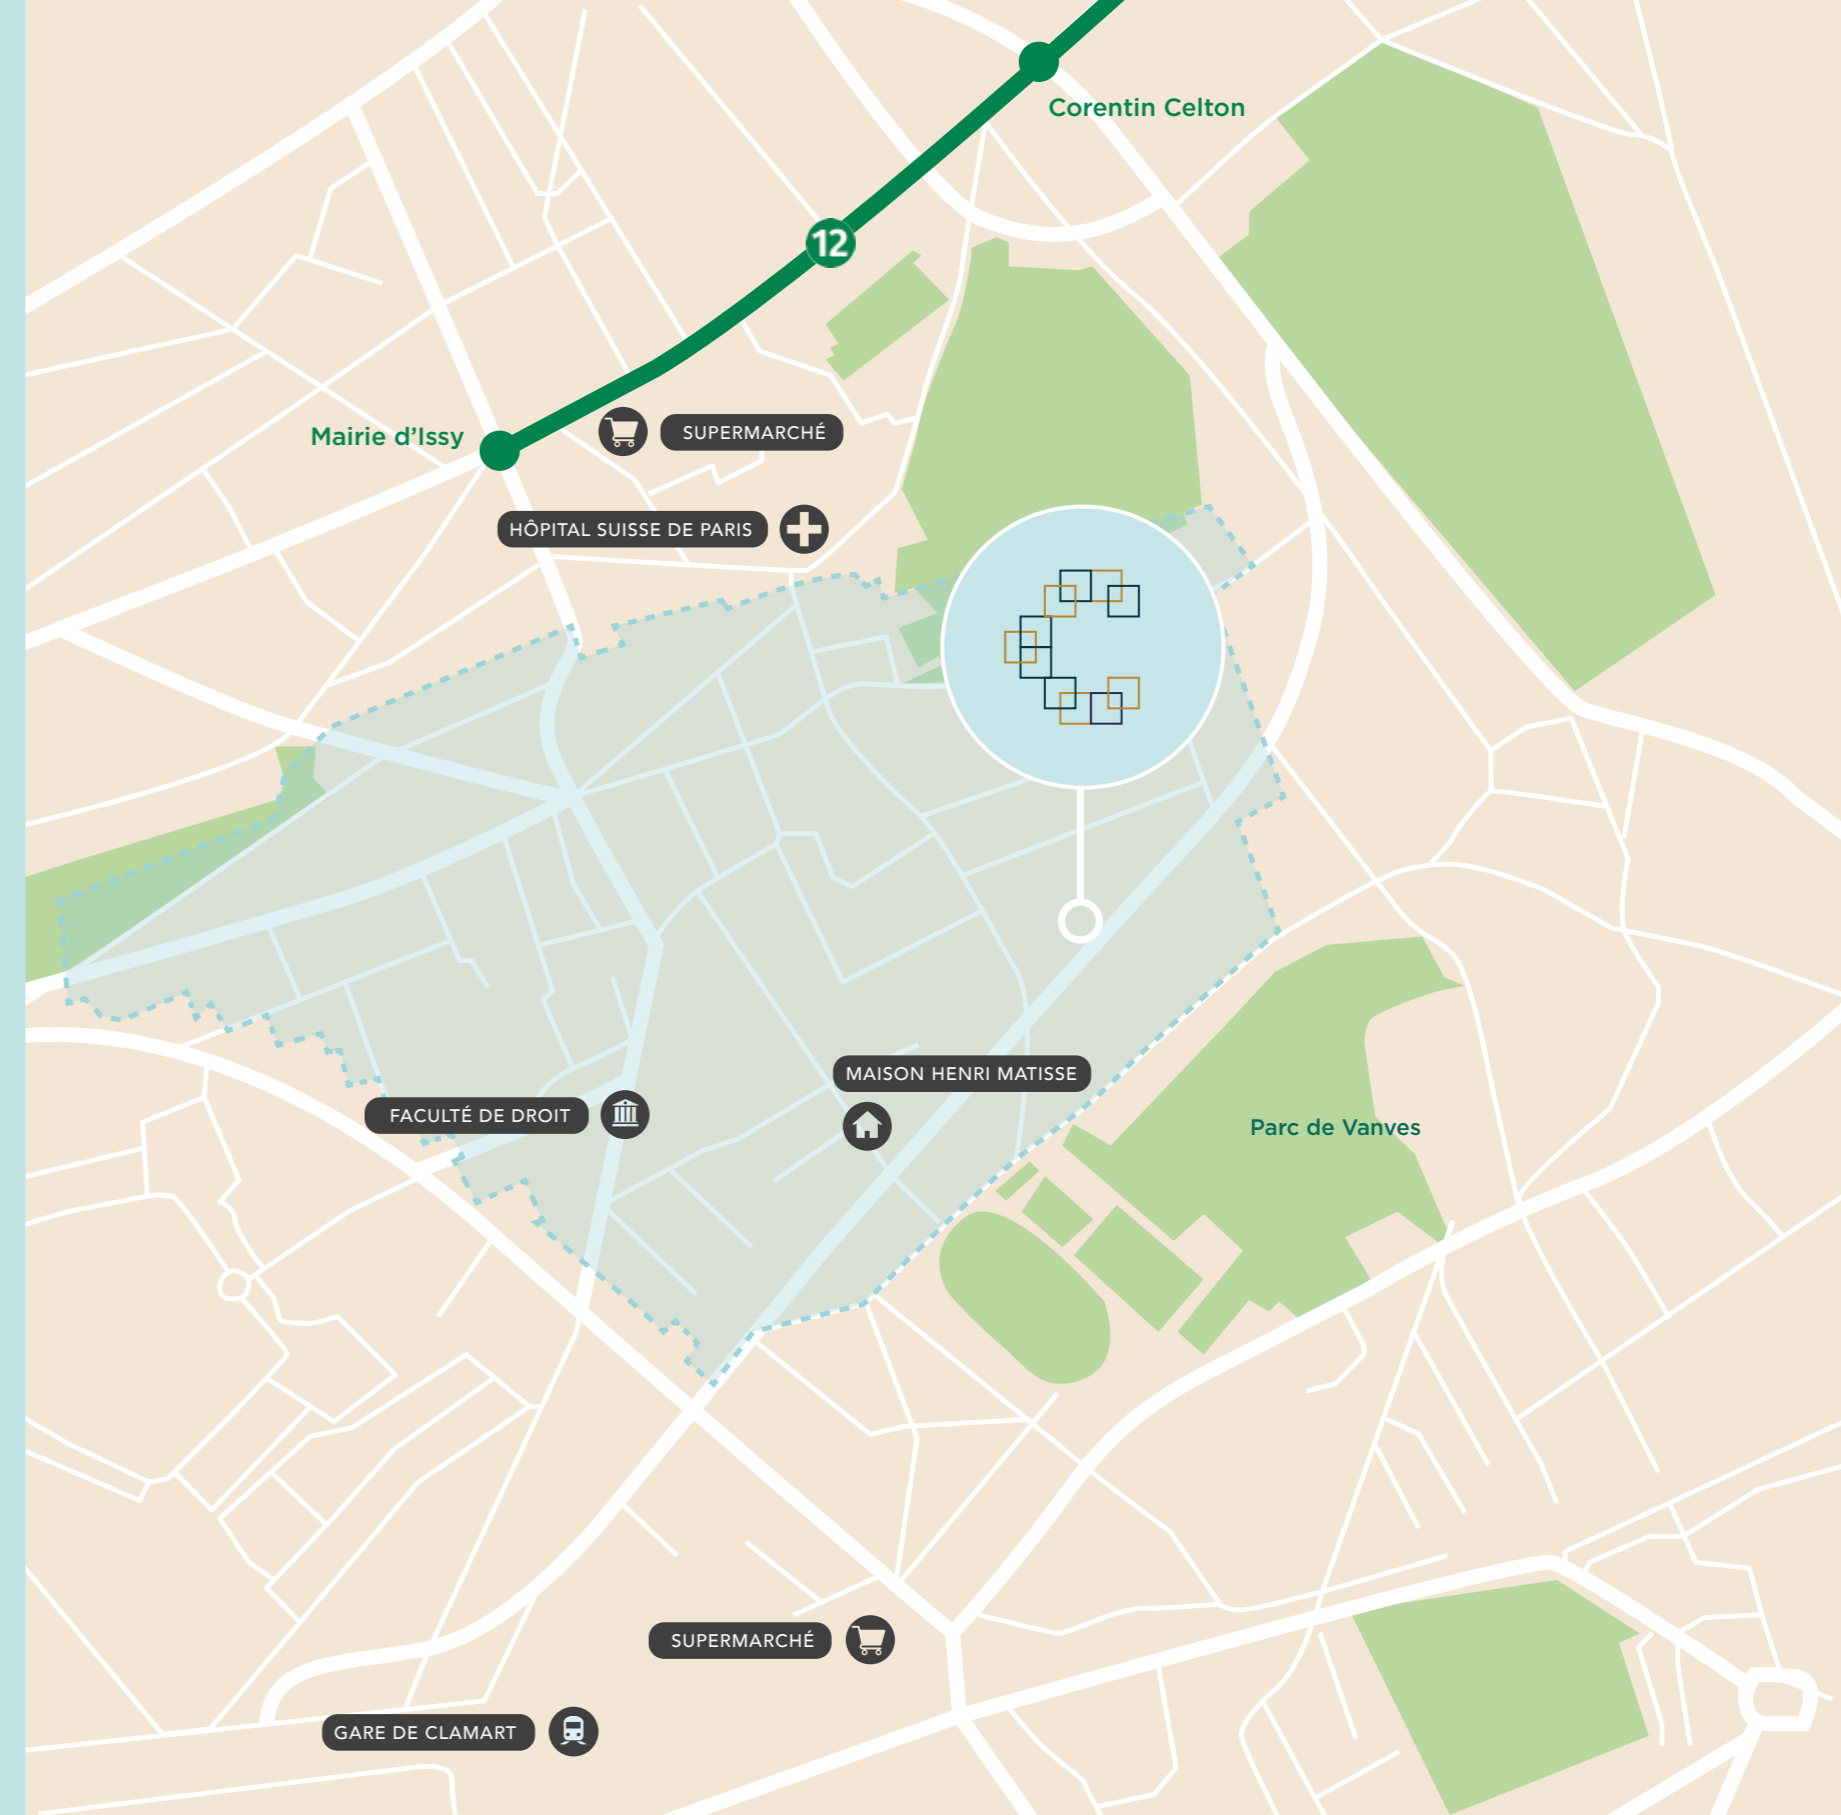 Corentin Celton
12
Mairie d'Issy
SUPERMARCHÉ
HÔPITAL SUISSE DE PARIS
MAISON HENRI MATISSE
FACULTÉ DE DROIT
Parc de Vanves
SUPERMARCHÉ
GARE DE CLAMART